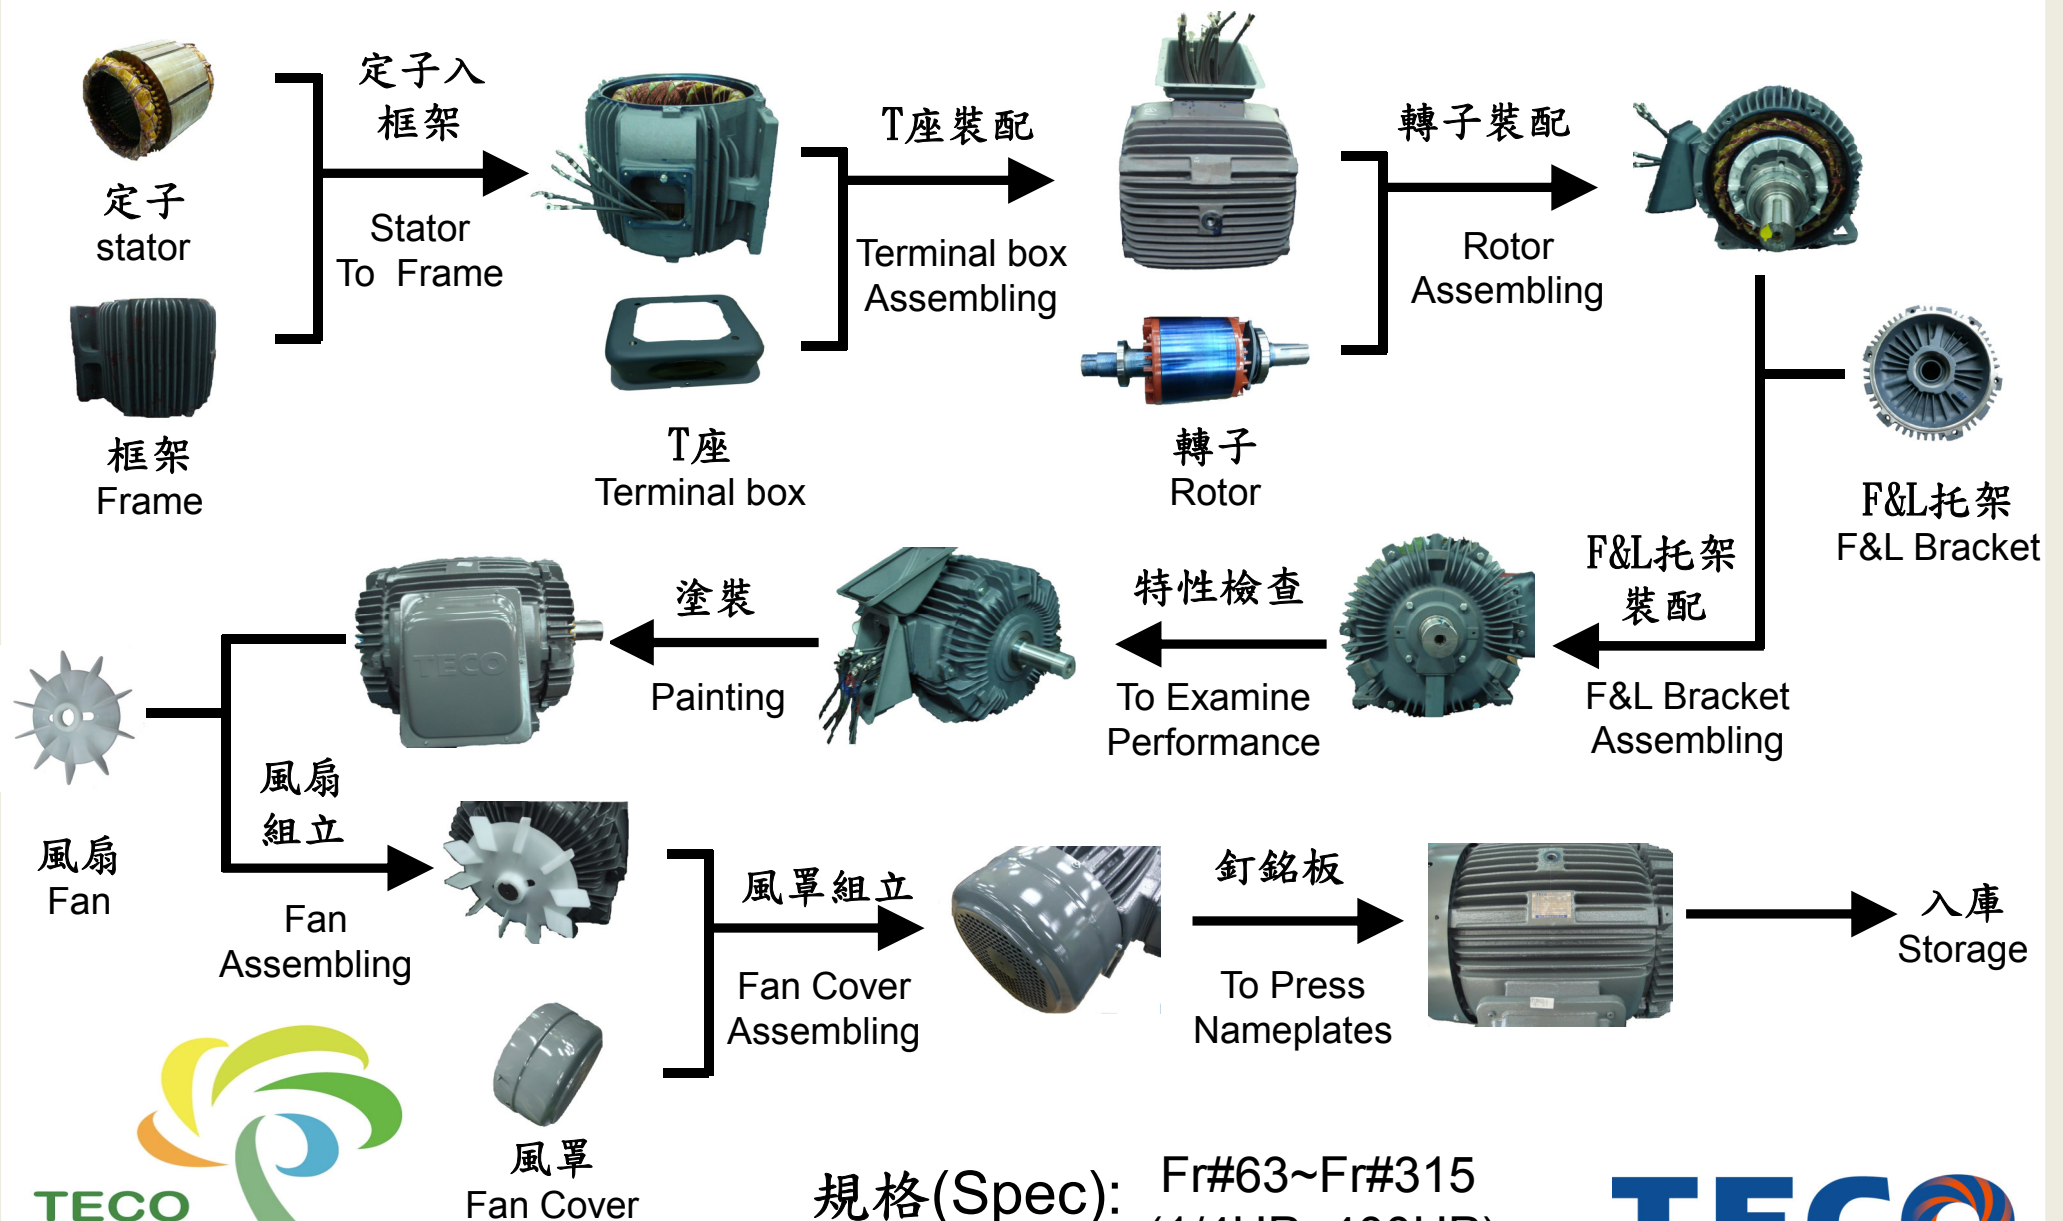 定子入
框架
T座裝配
轉子裝配
定子
stator
Stator
To Frame
Terminal box
Assembling
Rotor
Assembling
框架
Frame
T座
Terminal box
轉子
Rotor
F&L托架
F&L Bracket
F&L托架
裝配
特性檢查
塗裝
TECO
Painting
To Examine
Performance
F&L Bracket
Assembling
風扇
組立
風扇
Fan
Fan
Assembling
風罩組立
釘銘板
入庫
Storage
Fan Cover
Assembling
To Press
Nameplates
風罩
Fan Cover
規格(Spec):
Fr#63~Fr#315
TECO
TECO